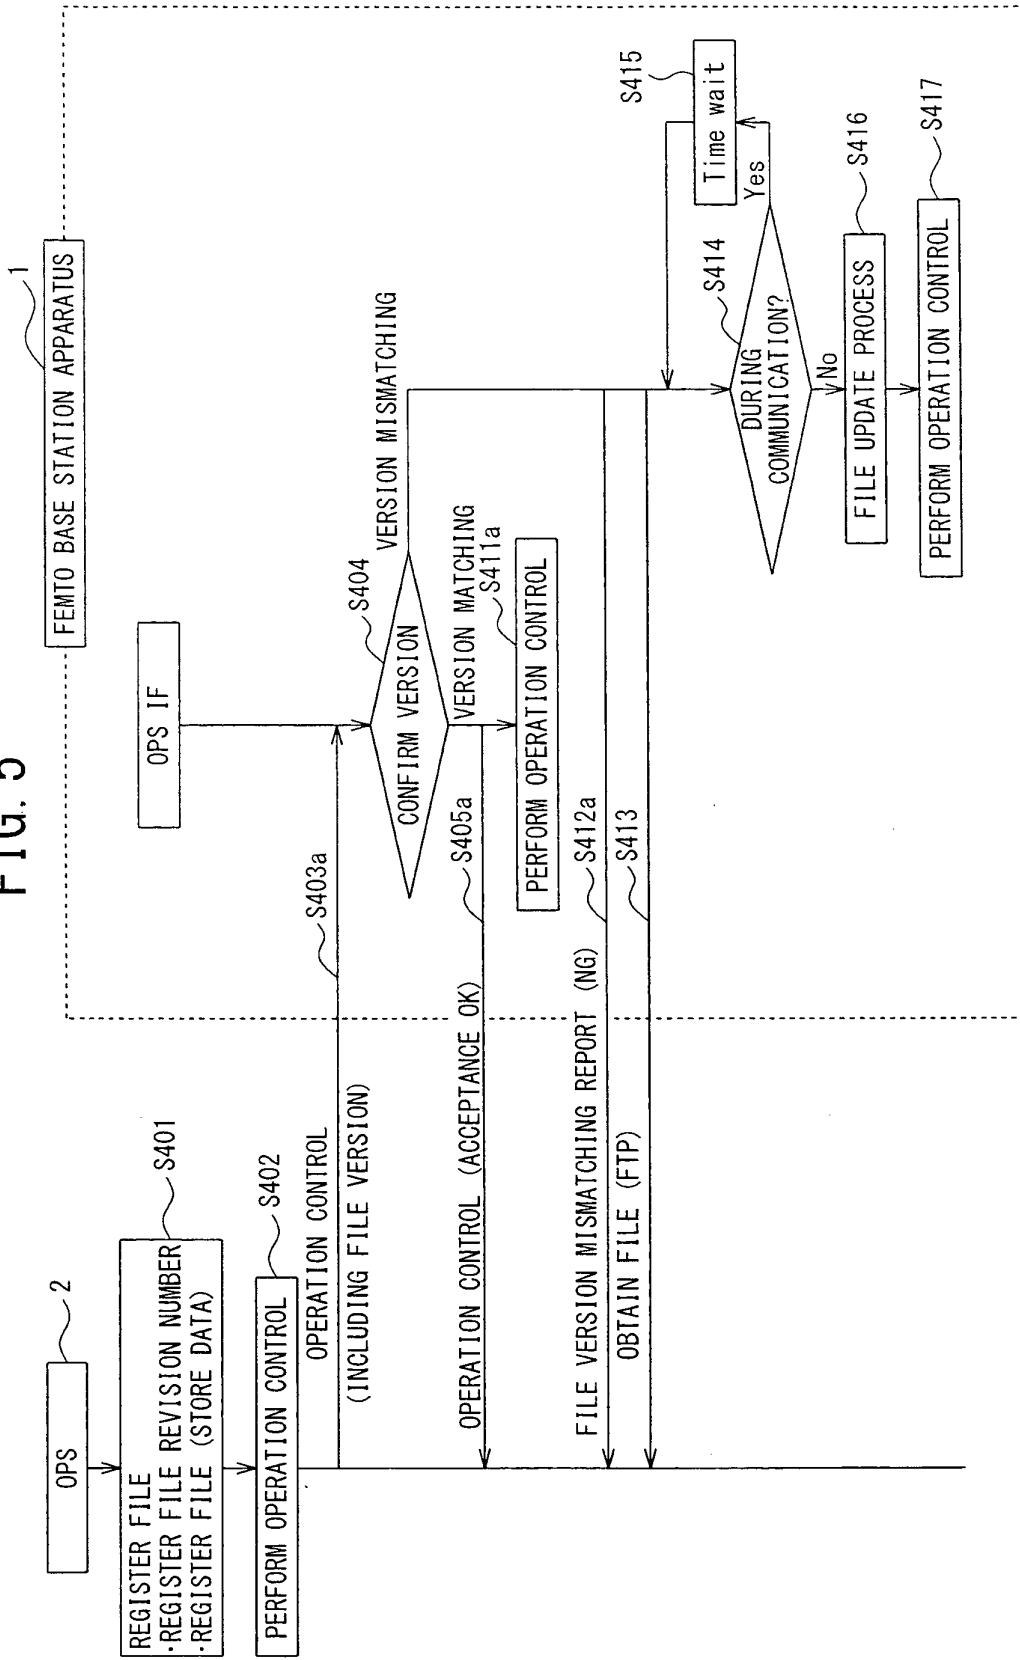 FIG. 5
OPS
2
REGISTER FILE
·REGISTER FILE REVISION NUMBER
·REGISTER FILE (STORE DATA)
S401
PERFORM OPERATION CONTROL
S402
FEMTO BASE STATION APPARATUS
1
OPS IF
OPERATION CONTROL
(INCLUDING FILE VERSION)
S403a
CONFIRM VERSION
S404
VERSION MISMATCHING
VERSION MATCHING
OPERATION CONTROL (ACCEPTANCE OK)
S405a
PERFORM OPERATION CONTROL
S411a
FILE VERSION MISMATCHING REPORT (NG)
S412a
OBTAIN FILE (FTP)
S413
DURING
COMMUNICATION?
S414
Yes
Time wait
S415
No
FILE UPDATE PROCESS
S416
PERFORM OPERATION CONTROL
S417